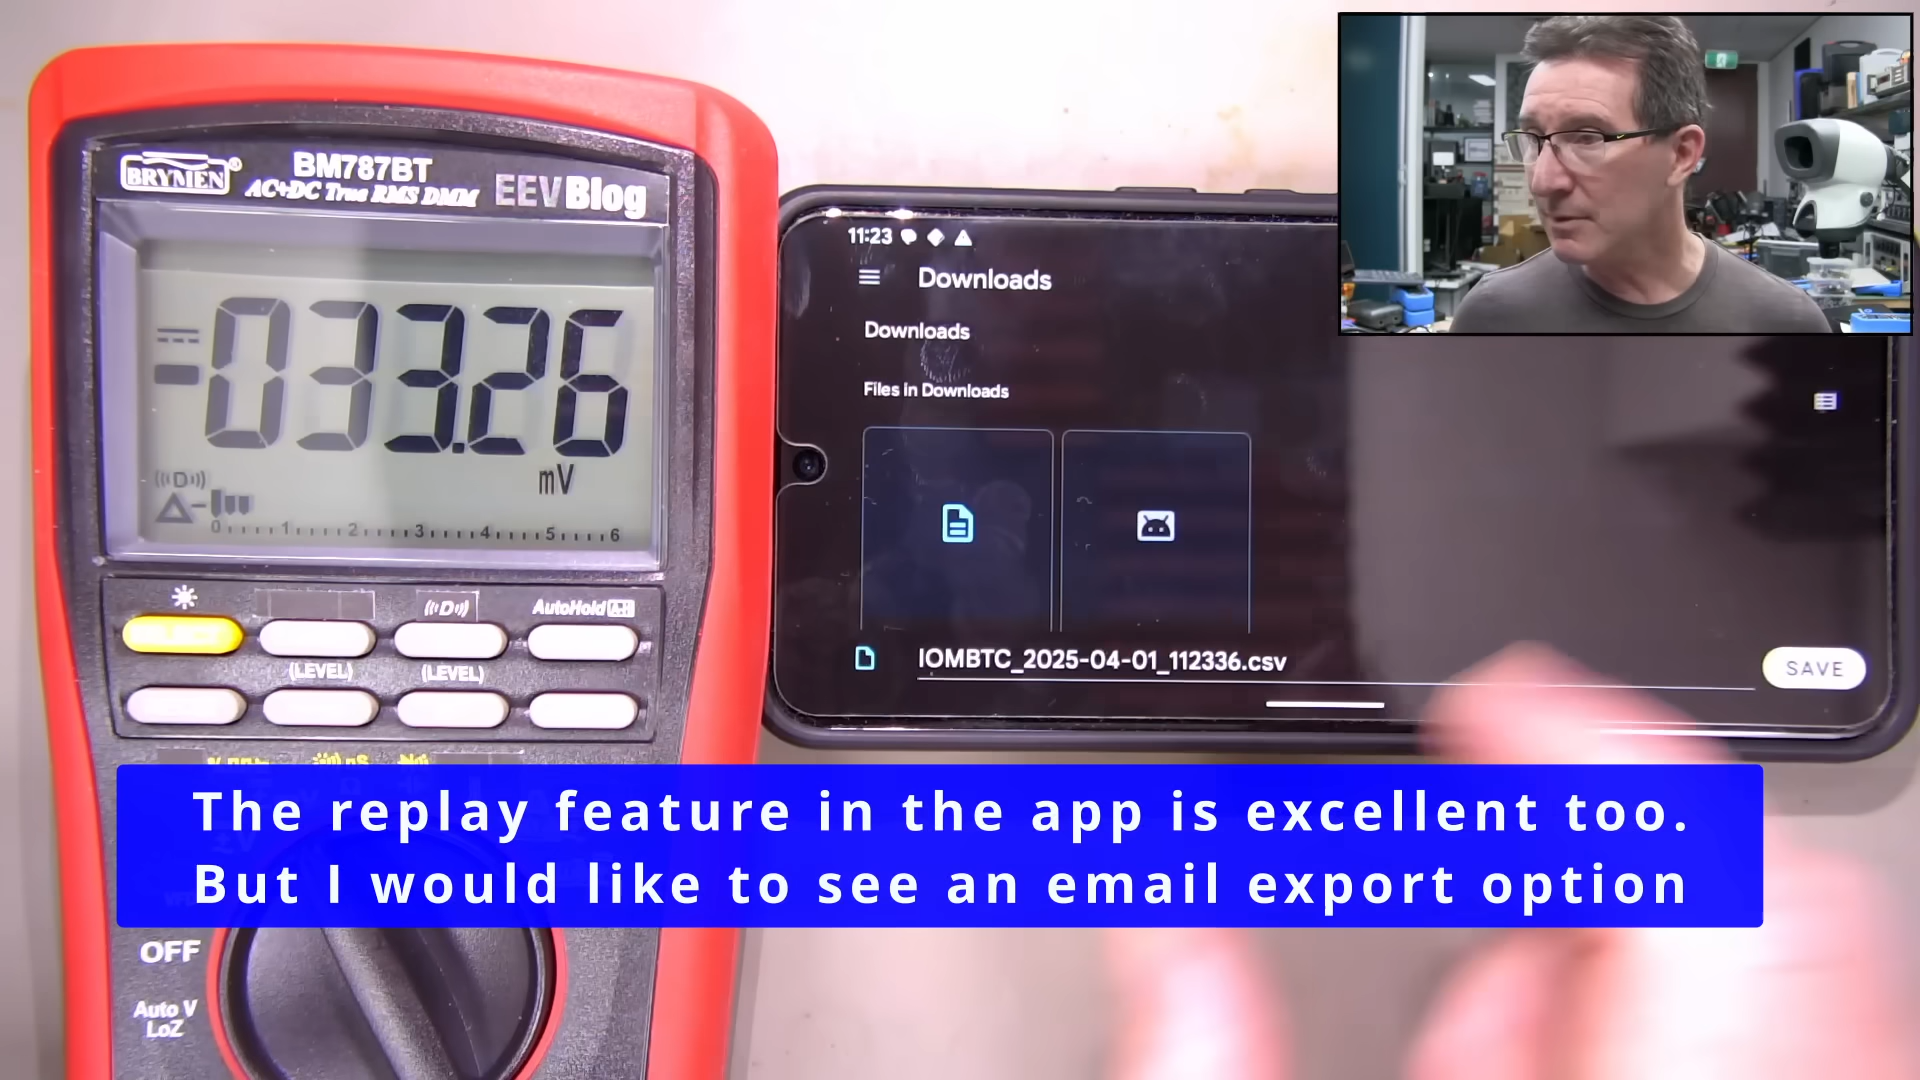 BRYMEN®
BM787BT
AC+DC True RMS DMM
EEVBlog
-033.26
mV
((D))
0 1 2 3 4 5 6
((D))
AutoHold A-H
SELECT
(LEVEL)
(LEVEL)
OFF
Auto V
LoZ
11:23
Downloads
Downloads
Files in Downloads
IOMBTC_2025-04-01_112336.csv
SAVE
The replay feature in the app is excellent too.
But I would like to see an email export option